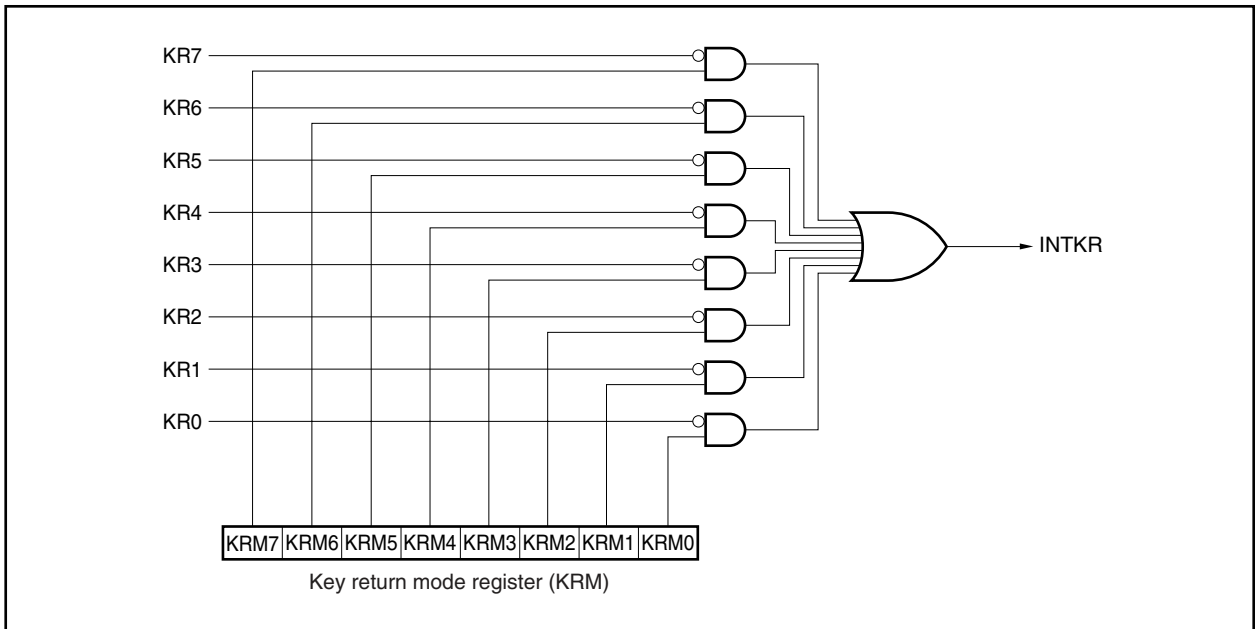 KR7
KR6
KR5
KR4
KR3
KR2
KR1
KR0
INTKR
KRM7 KRM6 KRM5 KRM4 KRM3 KRM2 KRM1 KRM0
Key return mode register (KRM)